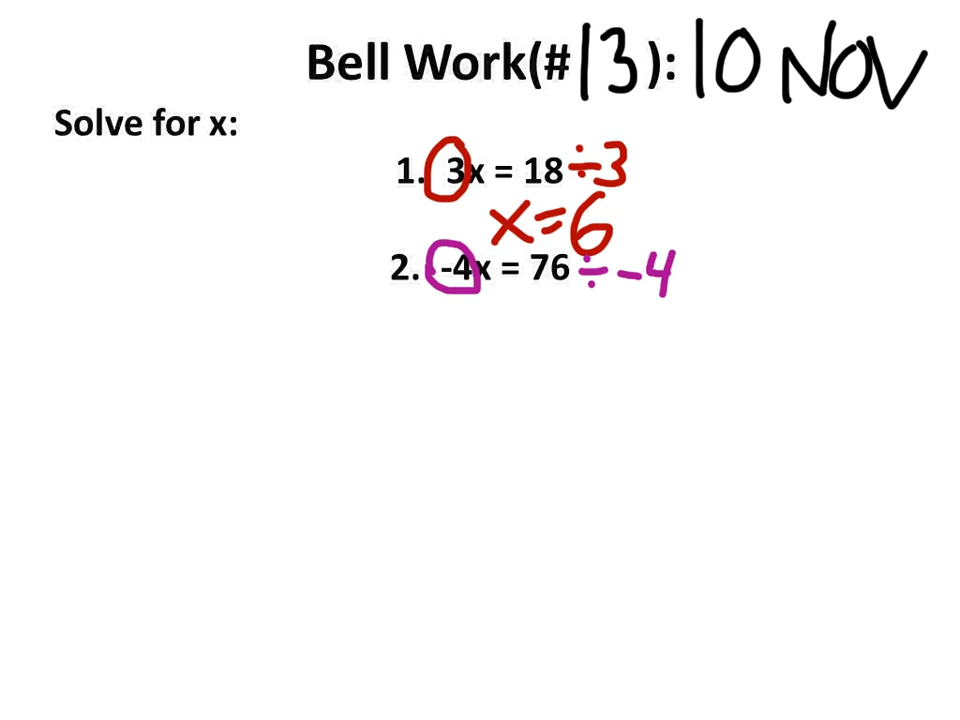 Bell Work(#13): 10 NOV
Solve for x:
1. 3x = 18 ÷3
x=6
2. -4x = 76 ÷ -4